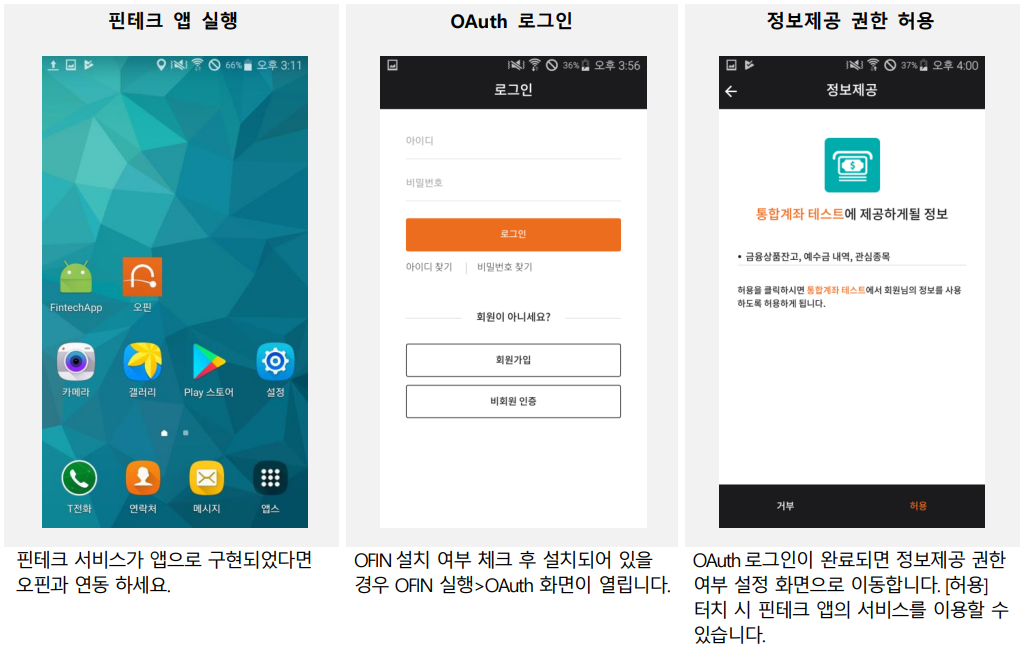 핀테크 앱 실행
66% 오후 3:11
FintechApp
오핀
카메라
갤러리
Play 스토어
설정
T전화
연락처
메시지
앱스
핀테크 서비스가 앱으로 구현되었다면
오핀과 연동 하세요.
OAuth 로그인
36% 오후 3:56
로그인
아이디
비밀번호
로그인
아이디 찾기 | 비밀번호 찾기
회원이 아니세요?
회원가입
비회원 인증
OFIN 설치 여부 체크 후 설치되어 있을
경우 OFIN 실행>OAuth 화면이 열립니다.
정보제공 권한 허용
37% 오후 4:00
정보제공
통합계좌 테스트에 제공하게될 정보
• 금융상품잔고, 예수금 내역, 관심종목
허용을 클릭하시면 통합계좌 테스트에서 회원님의 정보를 사용
하도록 허용하게 됩니다.
거부
허용
OAuth 로그인이 완료되면 정보제공 권한
여부 설정 화면으로 이동합니다. [허용]
터치 시 핀테크 앱의 서비스를 이용할 수
있습니다.